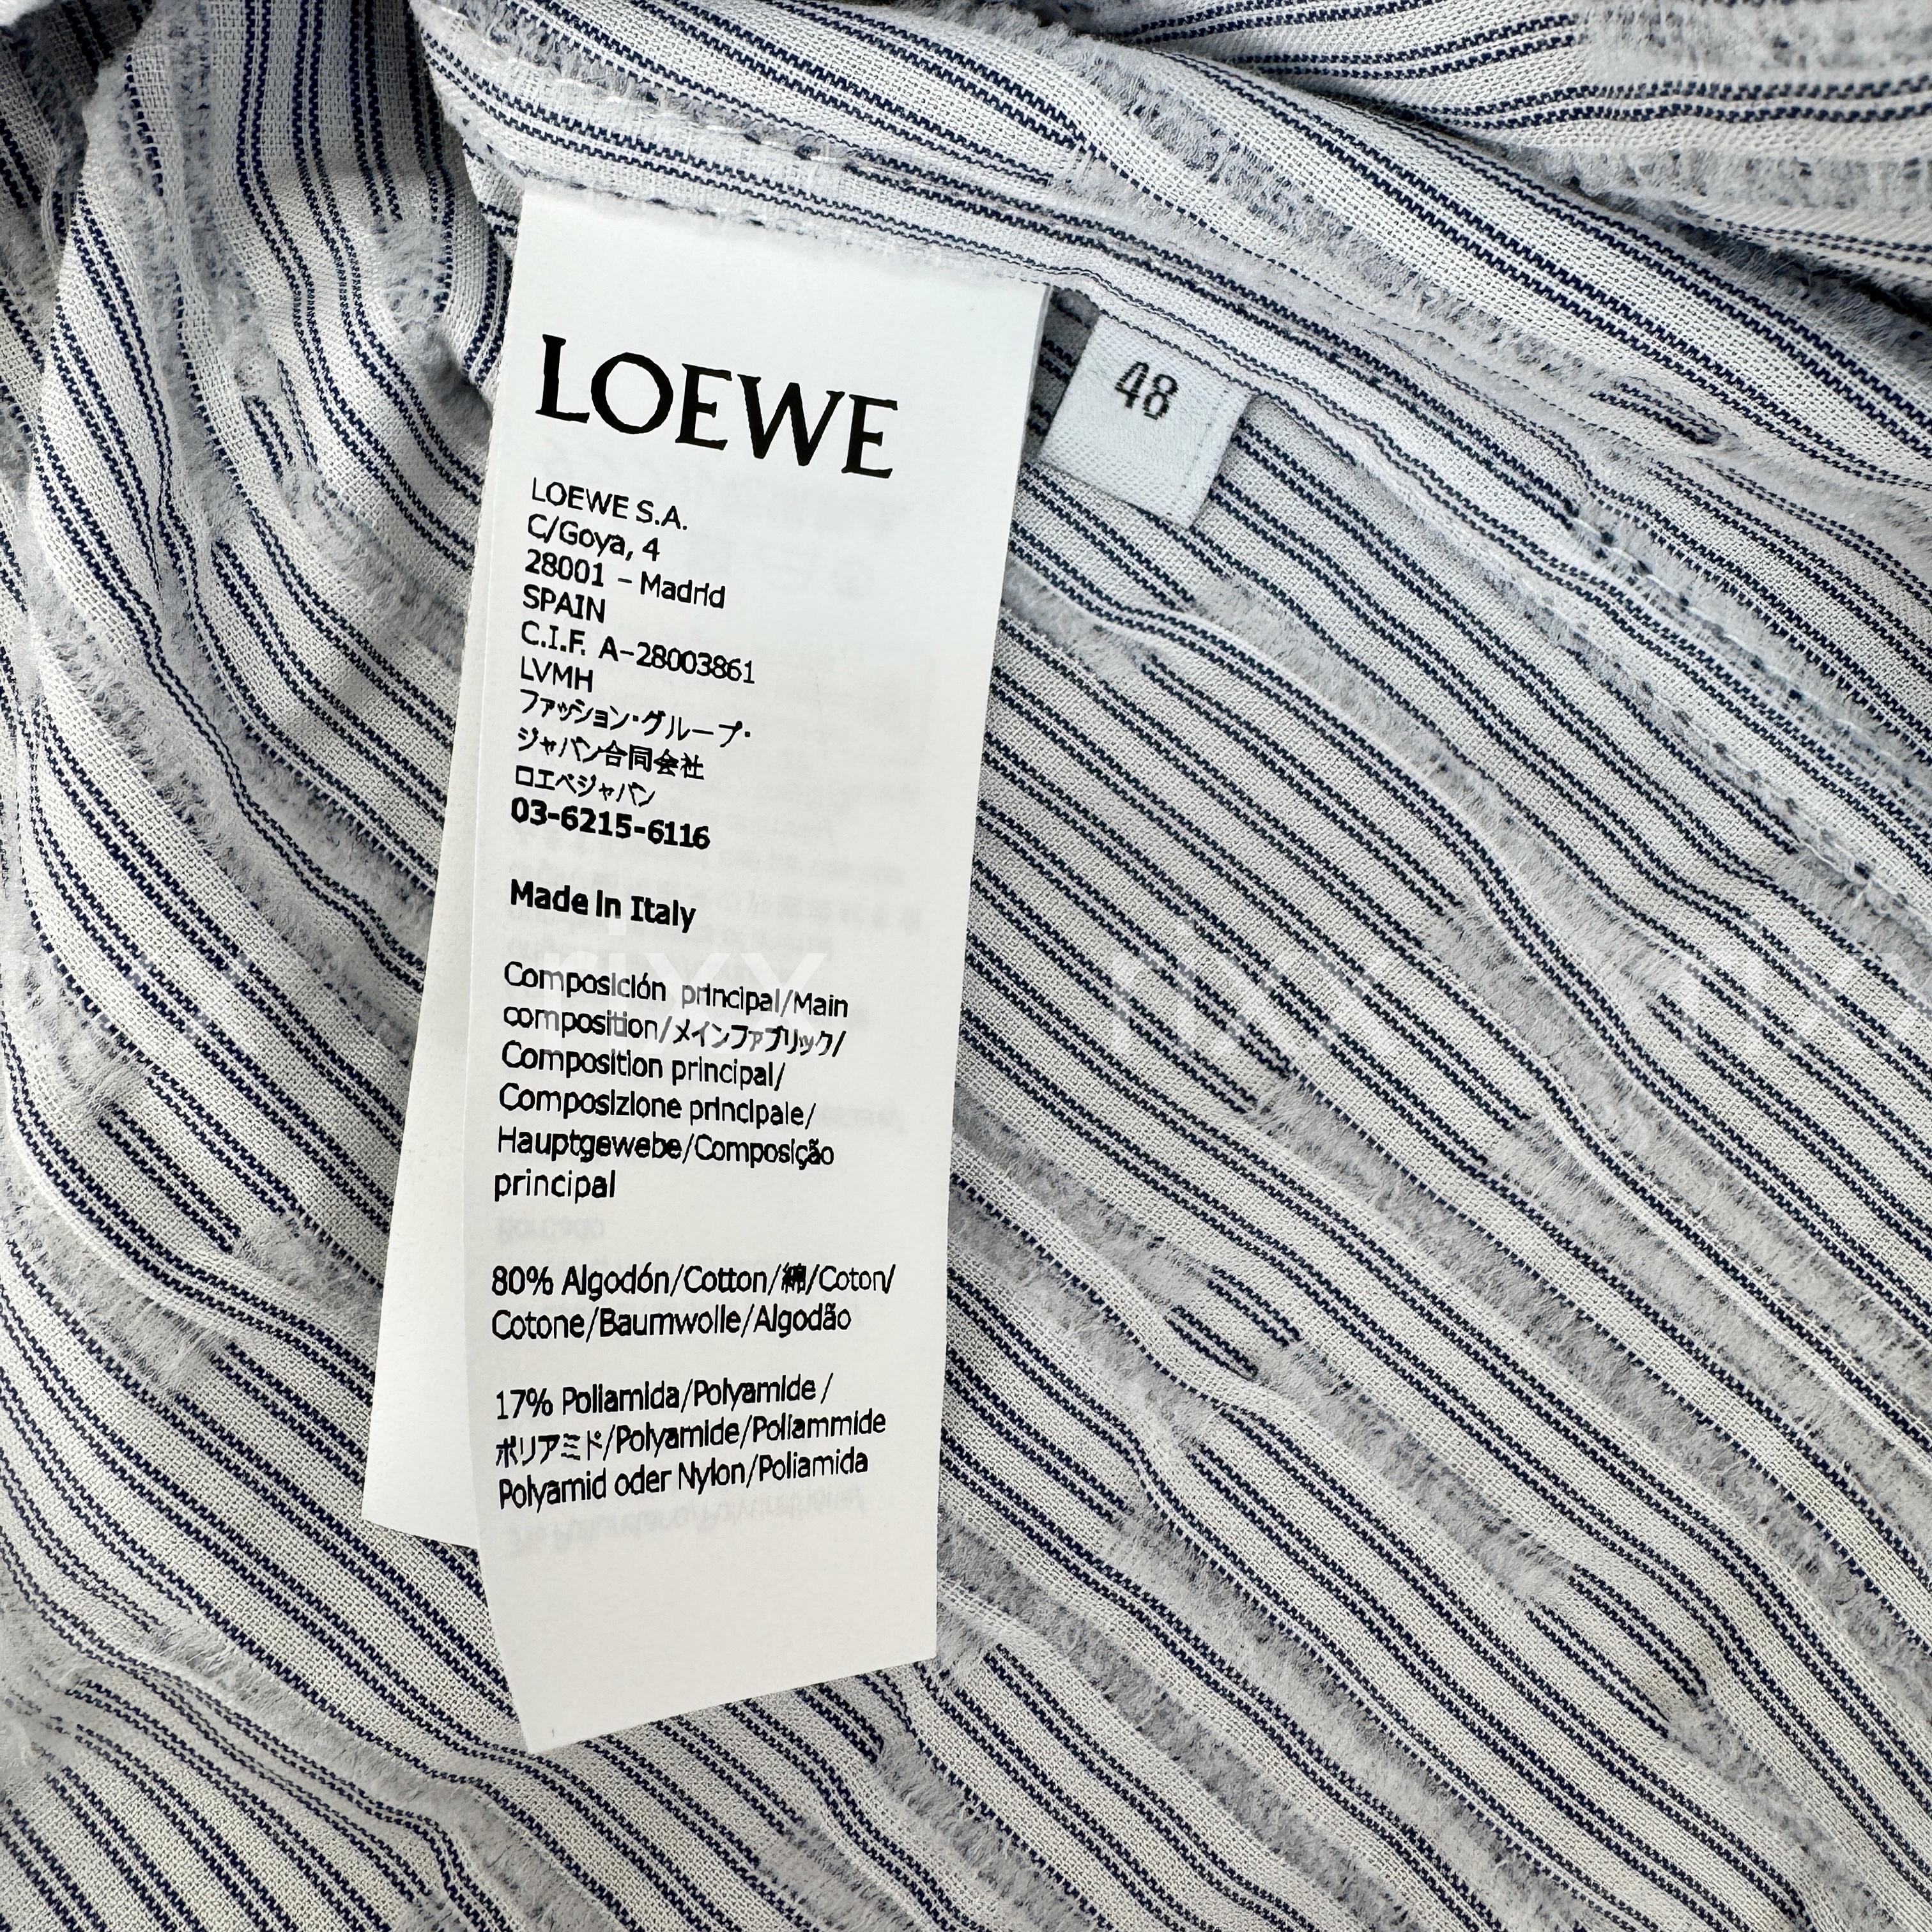 LOEWE
48
LOEWE S.A.
C/Goya, 4
28001 - Madrid
SPAIN
C.I.F. A-28003861
LVMH
ファッション・グループ・
ジャパン合同会社
ロエベジャパン
03-6215-6116
Made in Italy
Composición principal/Main
composition/メインファブリック/
Composition principal/
Composizione principale/
Hauptgewebe/Composição
principal
80% Algodón/Cotton/綿/Coton/
Cotone/Baumwolle/Algodão
17% Poliamida/Polyamide /
ポリアミド/Polyamide/Poliammide
Polyamid oder Nylon/Poliamida
rixx